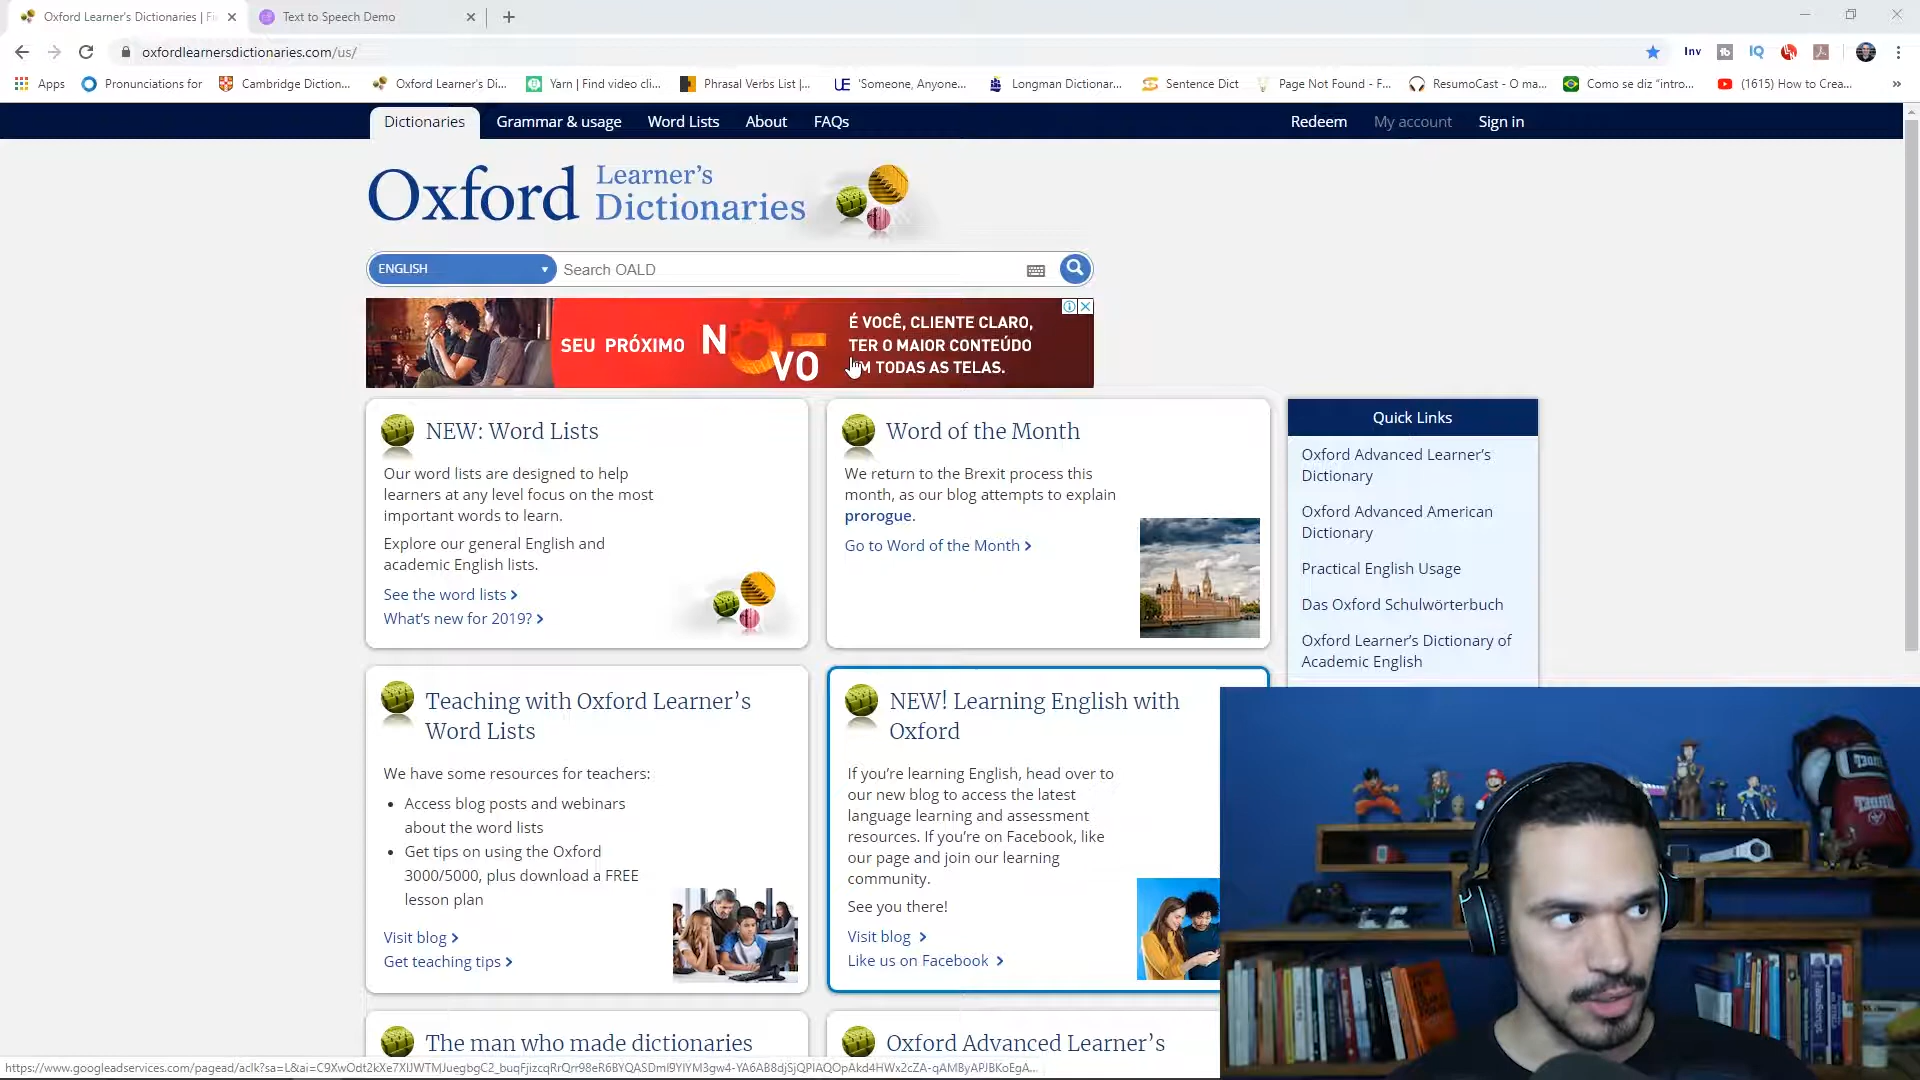 Oxford Learner's Dictionaries | Fi
Text to Speech Demo
oxfordlearnersdictionaries.com/us/
Inv
IQ
Apps
Pronunciations for
Cambridge Diction...
Oxford Learner's Di...
Yarn | Find video cli...
Phrasal Verbs List |...
UE
'Someone, Anyone...
Longman Dictionar...
Sentence Dict
Page Not Found - F...
ResumoCast - O ma...
Como se diz "intro...
(1615) How to Crea...
»
Dictionaries
Grammar & usage
Word Lists
About
FAQs
Redeem
My account
Sign in
Oxford
Learner's
Dictionaries
ENGLISH
Search OALD
SEU PRÓXIMO NOVO
É VOCÊ, CLIENTE CLARO,
TER O MAIOR CONTEÚDO
EM TODAS AS TELAS.
NEW: Word Lists
Our word lists are designed to help
learners at any level focus on the most
important words to learn.
Explore our general English and
academic English lists.
See the word lists >
What's new for 2019? >
Word of the Month
We return to the Brexit process this
month, as our blog attempts to explain
prorogue.
Go to Word of the Month >
Quick Links
Oxford Advanced Learner's
Dictionary
Oxford Advanced American
Dictionary
Practical English Usage
Das Oxford Schulwörterbuch
Oxford Learner's Dictionary of
Academic English
Teaching with Oxford Learner's
Word Lists
We have some resources for teachers:
• Access blog posts and webinars
about the word lists
• Get tips on using the Oxford
3000/5000, plus download a FREE
lesson plan
Visit blog >
Get teaching tips >
NEW! Learning English with
Oxford
If you're learning English, head over to
our new blog to access the latest
language learning and assessment
resources. If you're on Facebook, like
our page and join our learning
community.
See you there!
Visit blog >
Like us on Facebook >
The man who made dictionaries
Oxford Advanced Learner's